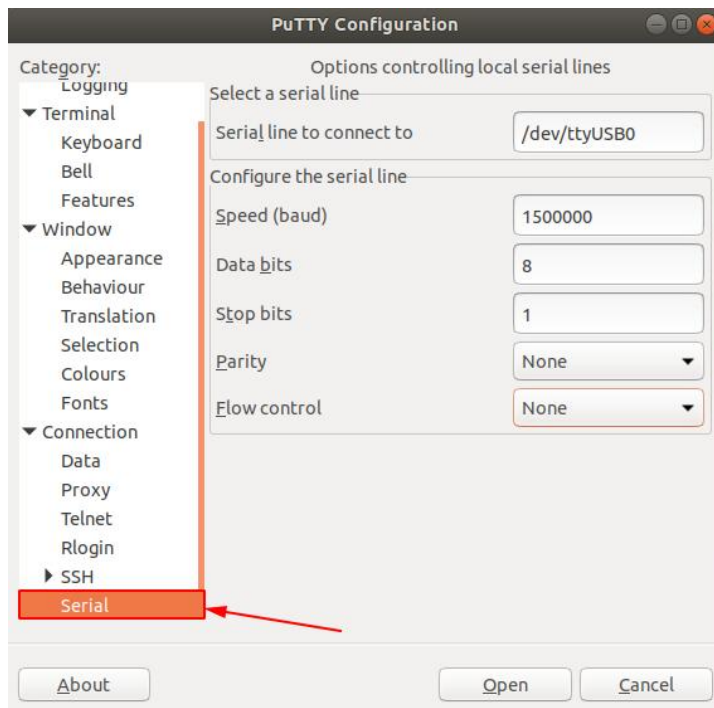 PuTTY Configuration
Category:
Logging
Terminal
Keyboard
Bell
Features
Window
Appearance
Behaviour
Translation
Selection
Colours
Fonts
Connection
Data
Proxy
Telnet
Rlogin
SSH
Serial
Options controlling local serial lines
Select a serial line
Serial line to connect to /dev/ttyUSB0
Configure the serial line
Speed (baud) 1500000
Data bits 8
Stop bits 1
Parity None
Flow control None
About Open Cancel